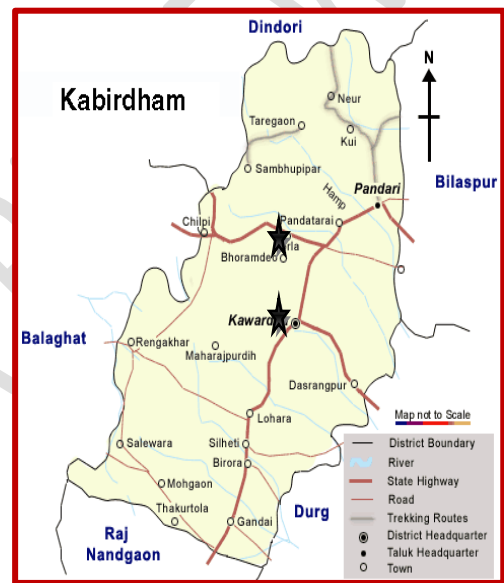 Dindori
N
Kabirdham
Neur
Taregaon
Kui
Sambhupipar
Hamp
Pandari
Bilaspur
Pandatarai
Chilpi
Bhoramdeo
Kaward
Balaghat
Rengakhar
Maharajpurdih
Dasrangpur
Map not to Scale
Lohara
Salewara
Silheti
Birora
Mohgaon
Thakurtola
Gandai
Durg
Raj
Nandgaon
District Boundary
River
State Highway
Road
Trekking Routes
District Headquarter
Taluk Headquarter
Town